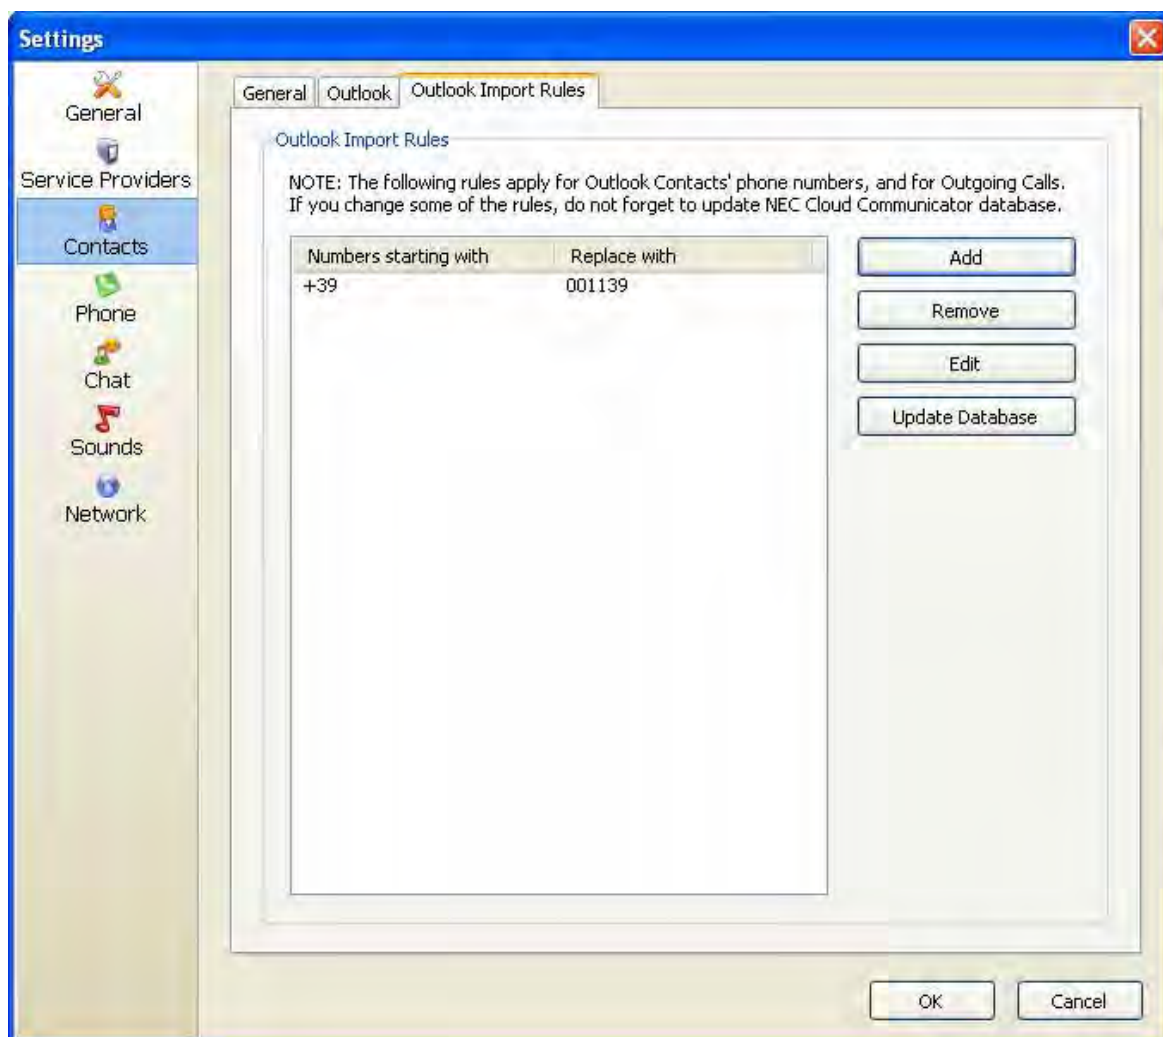 Settings
General
Service Providers
Contacts
Phone
Chat
Sounds
Network
General Outlook Outlook Import Rules
Outlook Import Rules
NOTE: The following rules apply for Outlook Contacts' phone numbers, and for Outgoing Calls.
If you change some of the rules, do not forget to update NEC Cloud Communicator database.
Numbers starting with Replace with
+39 001139
Add
Remove
Edit
Update Database
OK Cancel